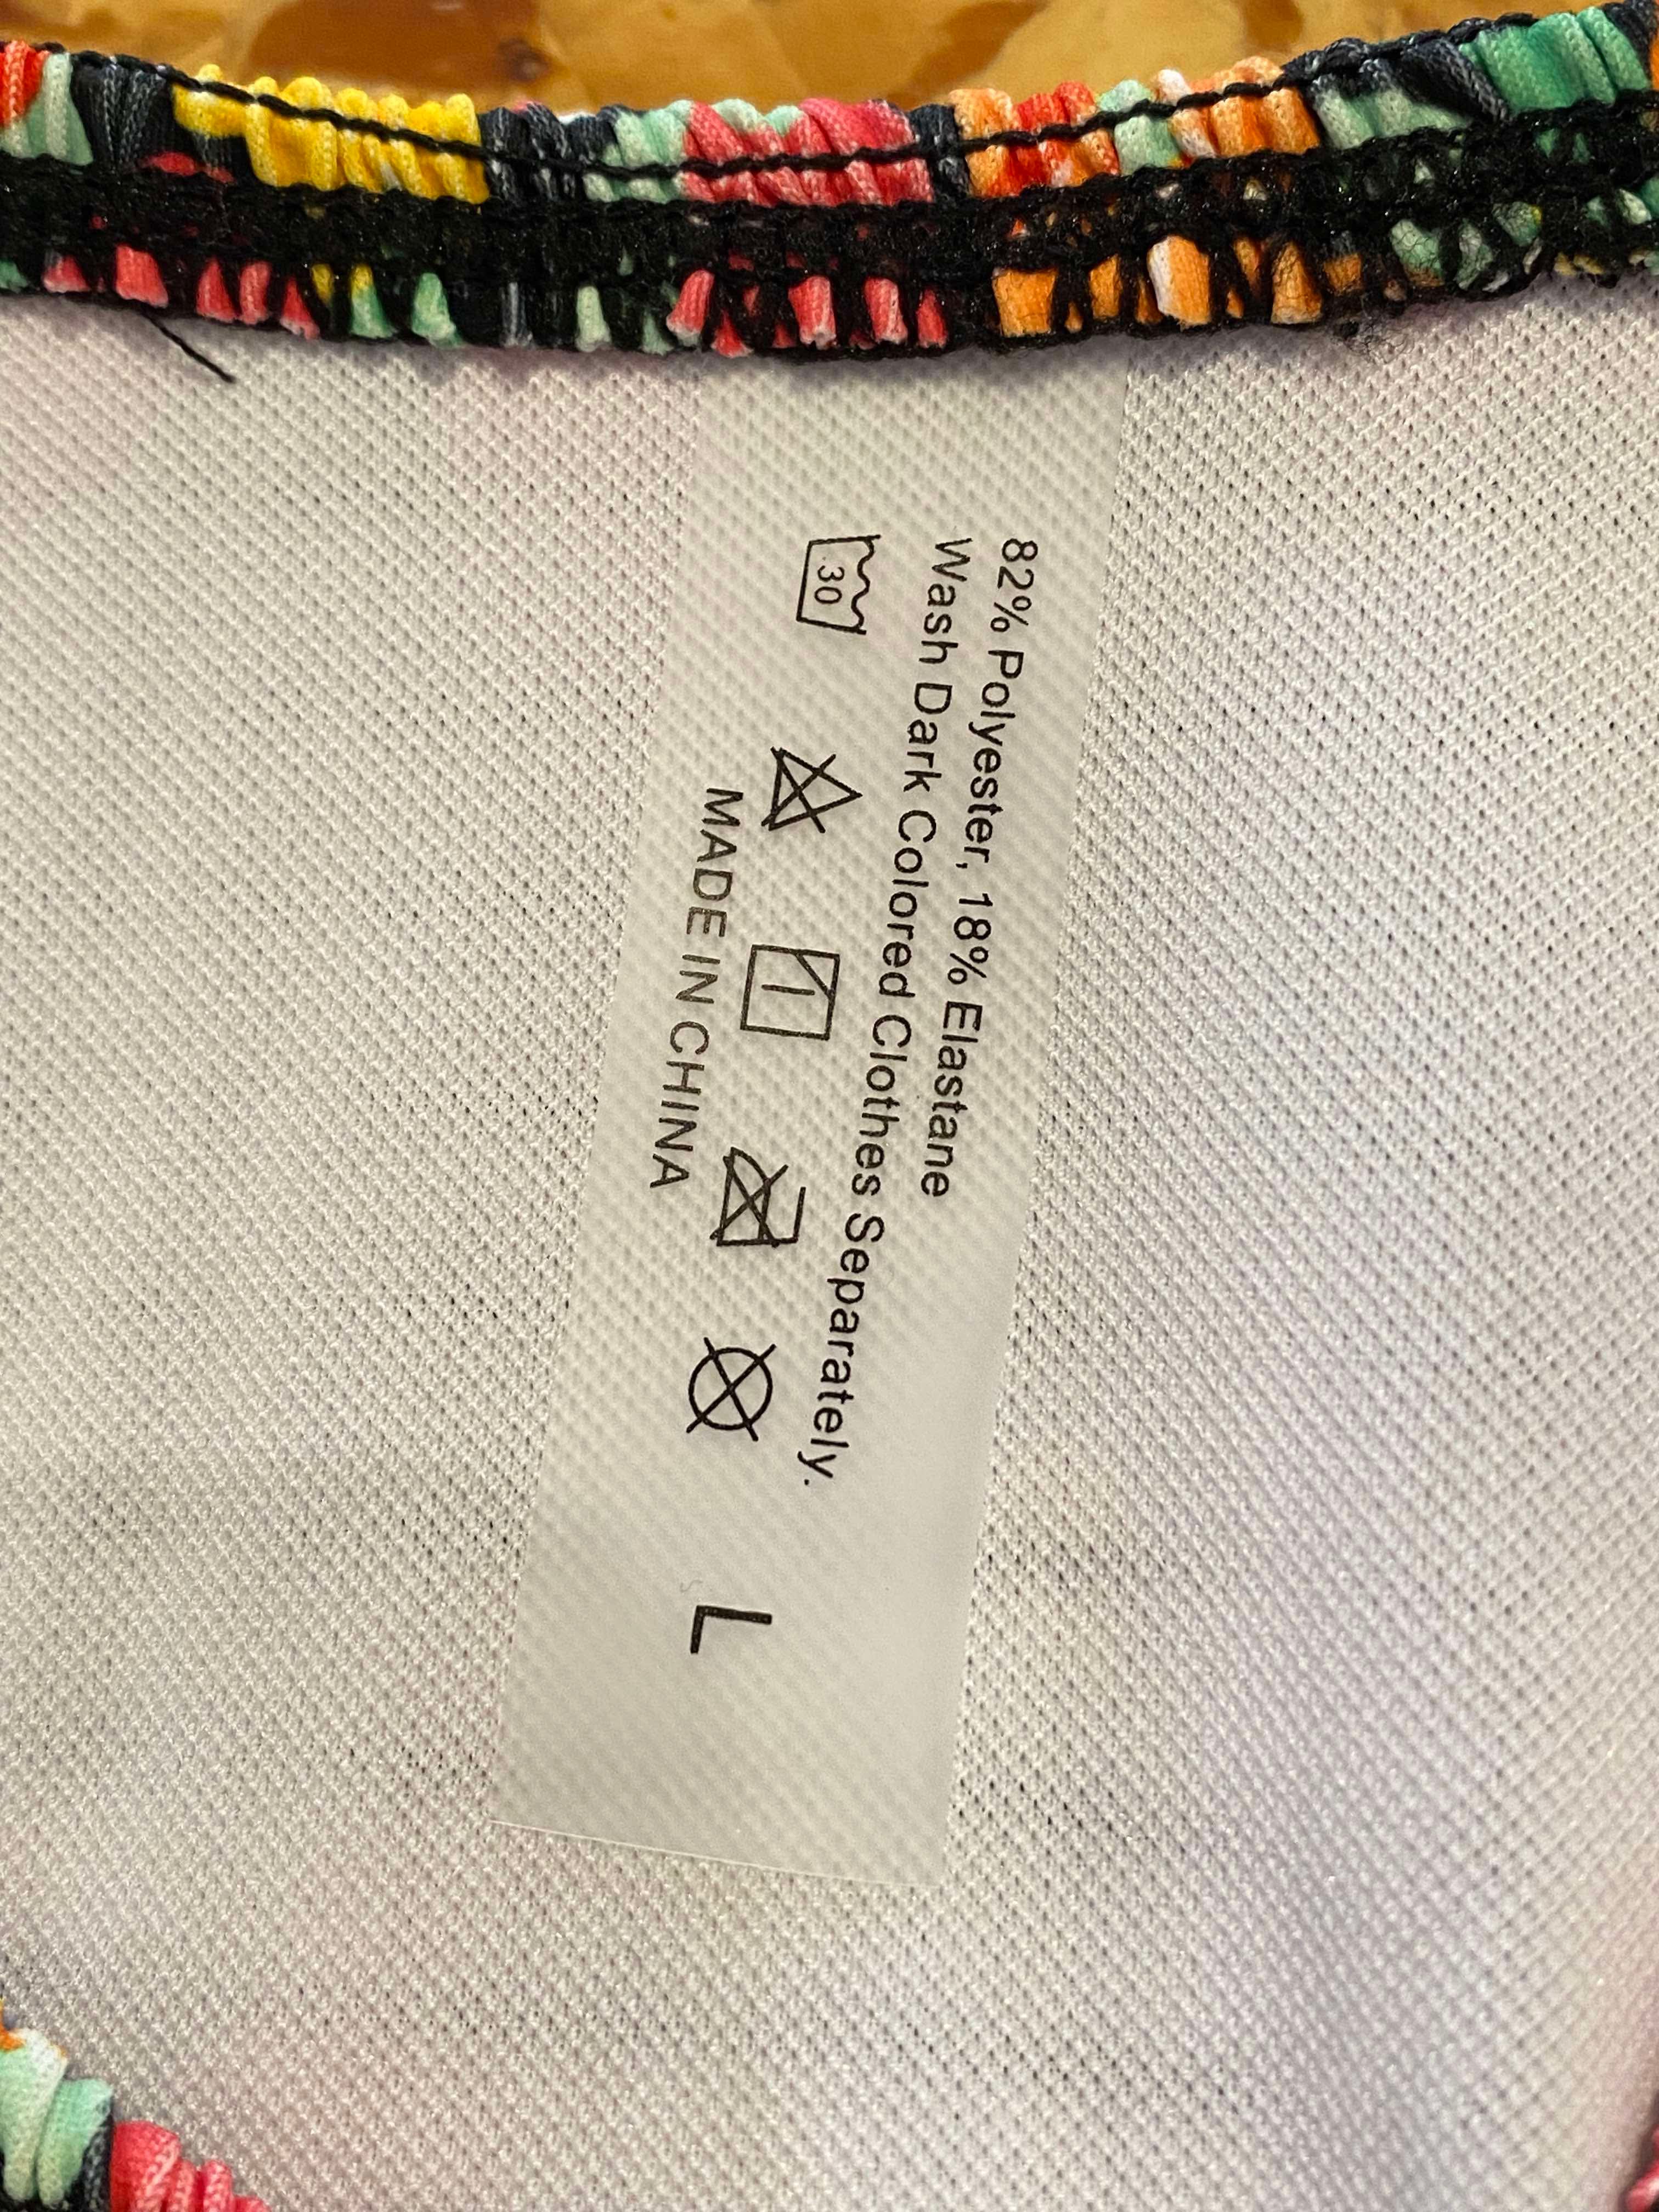 82% Polyester, 18% Elastane
Wash Dark Colored Clothes Separately.
30
MADE IN CHINA
L